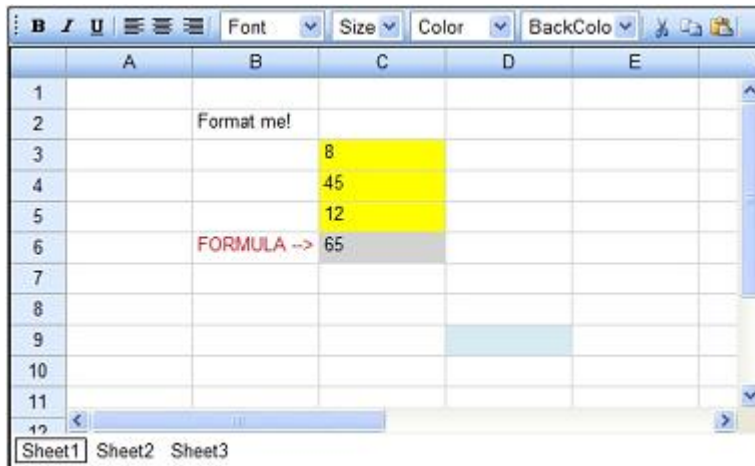 B I U Font Size Color BackColo
A B C D E
1
2 Format me!
3 8
4 45
5 12
6 FORMULA --> 65
7
8
9
10
11
12
Sheet1 Sheet2 Sheet3